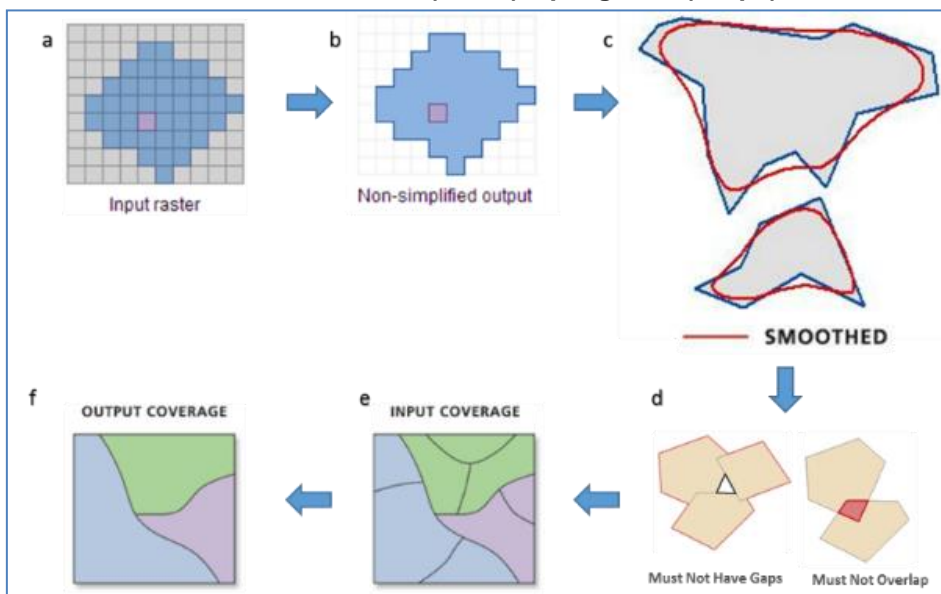 a
b
c
Input raster
Non-simplified output
SMOOTHED
f
e
d
OUTPUT COVERAGE
INPUT COVERAGE
Must Not Have Gaps
Must Not Overlap